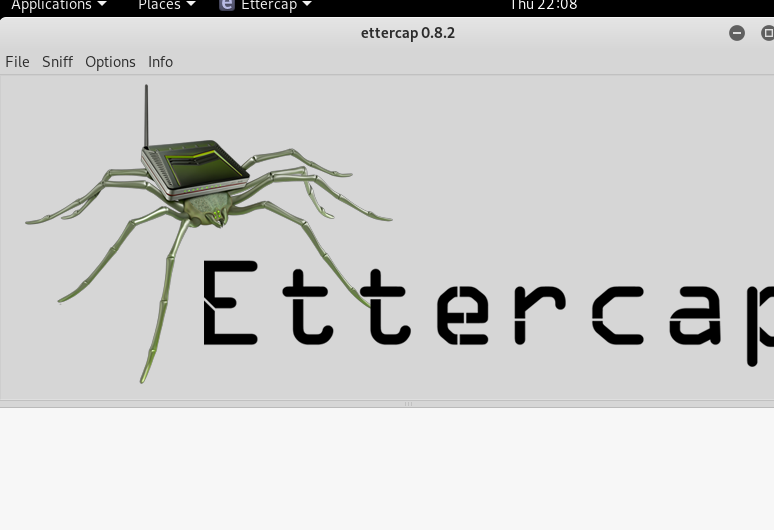 Applications Places Ettercap Thu 22:08
ettercap 0.8.2
File Sniff Options Info
Ettercap